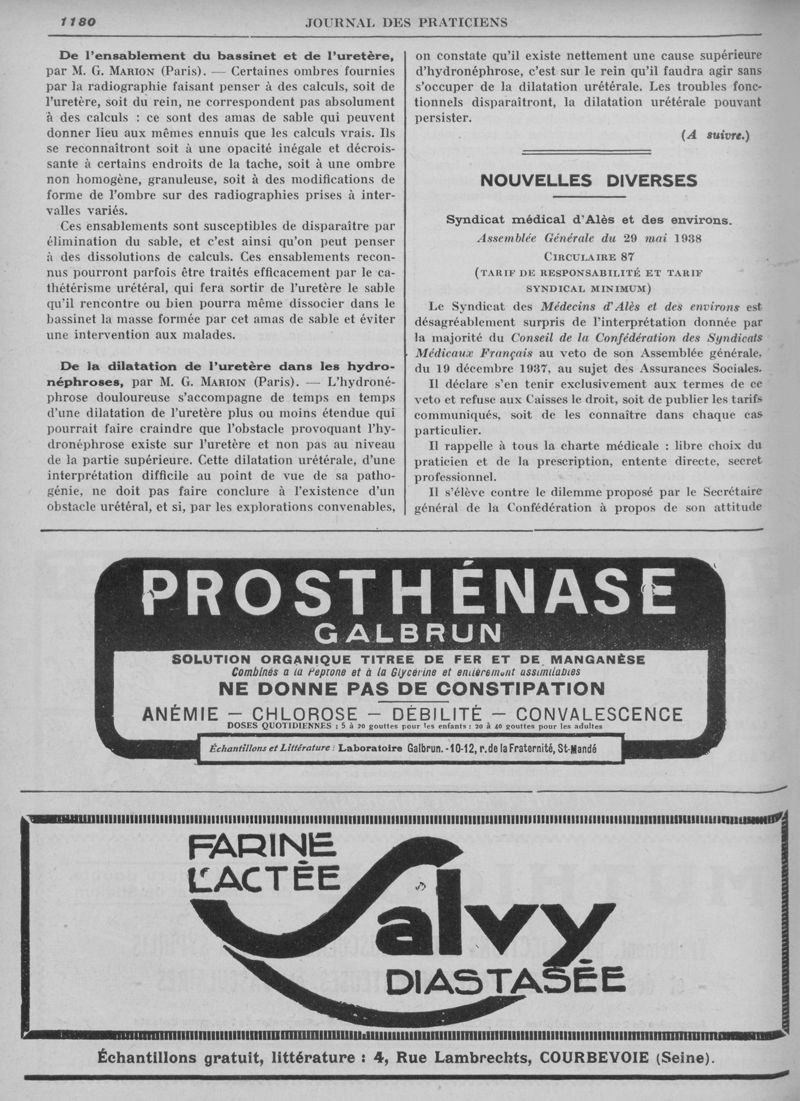 1180
JOURNAL DES PRATICIENS
De l'ensablement du bassinet et de l'uretère,
par M. G. MARION (Paris). — Certaines ombres fournies
par la radiographie faisant penser à des calculs, soit de
l'uretère, soit du rein, ne correspondent pas absolument
à des calculs : ce sont des amas de sable qui peuvent
donner lieu aux mêmes ennuis que les calculs vrais. Ils
se reconnaîtront soit à une opacité inégale et décrois-
sante à certains endroits de la tache, soit à une ombre
non homogène, granuleuse, soit à des modifications de
forme de l'ombre sur des radiographies prises à inter-
valles variés.
Ces ensablements sont susceptibles de disparaître par
élimination du sable, et c'est ainsi qu'on peut penser
à des dissolutions de calculs. Ces ensablements recon-
nus pourront parfois être traités efficacement par le ca-
thétérisme urétéral, qui fera sortir de l'uretère le sable
qu'il rencontre ou bien pourra même dissocier dans le
bassinet la masse formée par cet amas de sable et éviter
une intervention aux malades.
De la dilatation de l'uretère dans les hydro-
néphroses, par M. G. MARION (Paris). — L'hydroné-
phrose douloureuse s'accompagne de temps en temps
d'une dilatation de l'uretère plus ou moins étendue qui
pourrait faire craindre que l'obstacle provoquant l'hy-
dronéphrose existe sur l'uretère et non pas au niveau
de la partie supérieure. Cette dilatation urétérale, d'une
interprétation difficile au point de vue de sa patho-
génie, ne doit pas faire conclure à l'existence d'un
obstacle urétéral, et si, par les explorations convenables,
on constate qu'il existe nettement une cause supérieure
d'hydronéphrose, c'est sur le rein qu'il faudra agir sans
s'occuper de la dilatation urétérale. Les troubles fonc-
tionnels disparaîtront, la dilatation urétérale pouvant
persister.
(A suivre.)
NOUVELLES DIVERSES
Syndicat médical d'Alès et des environs.
Assemblée Générale du 29 mai 1938
CIRCULAIRE 87
(TARIF DE RESPONSABILITÉ ET TARIF
SYNDICAL MINIMUM)
Le Syndicat des Médecins d'Alès et des environs est
désagréablement surpris de l'interprétation donnée par
la majorité du Conseil de la Confédération des Syndicats
Médicaux Français au veto de son Assemblée générale,
du 19 décembre 1937, au sujet des Assurances Sociales.
Il déclare s'en tenir exclusivement aux termes de ce
veto et refuse aux Caisses le droit, soit de publier les tarifs
communiqués, soit de les connaître dans chaque cas
particulier.
Il rappelle à tous la charte médicale : libre choix du
praticien et de la prescription, entente directe, secret
professionnel.
Il s'élève contre le dilemme proposé par le Secrétaire
général de la Confédération à propos de son attitude
PROSTHÉNASE
GALBRUN
SOLUTION ORGANIQUE TITREE DE FER ET DE MANGANÈSE
Combinés a la Peptone et à la Glycérine et entièrement assimilables
NE DONNE PAS DE CONSTIPATION
ANÉMIE — CHLOROSE — DÉBILITÉ — CONVALESCENCE
DOSES QUOTIDIENNES : 5 à 20 gouttes pour les enfants : 20 à 40 gouttes pour les adultes
Échantillons et Littérature : Laboratoire Galbrun. - 10-12, r. de la Fraternité, St-Mandé
FARINE
LACTÉE
Salvy
DIASTASÉE
Échantillons gratuit, littérature : 4, Rue Lambrechts, COURBEVOIE (Seine).